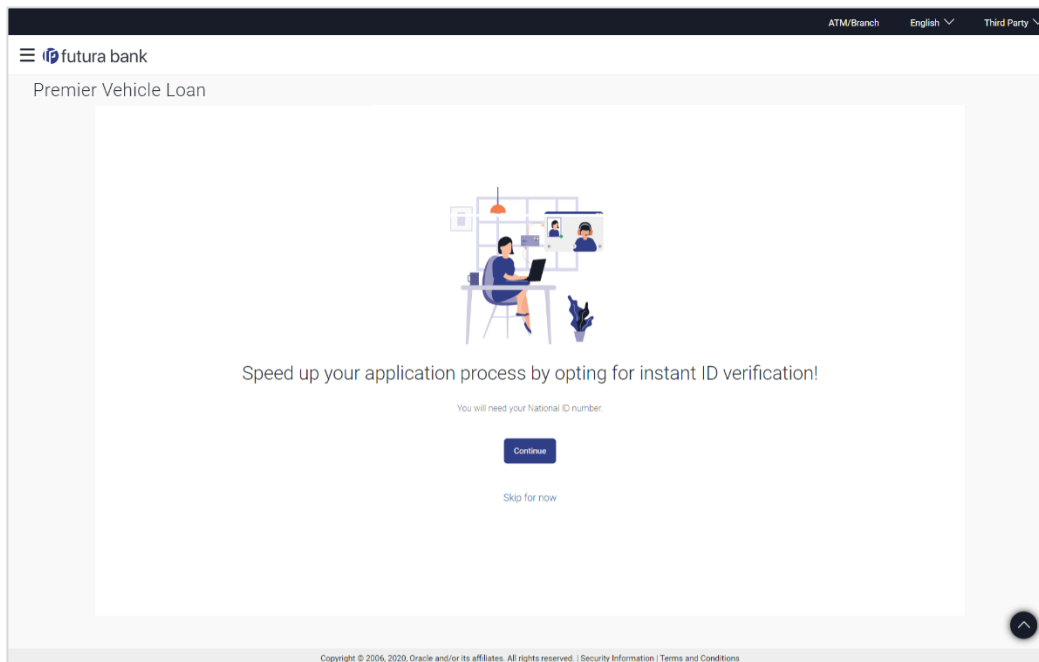 ATM/Branch English Third Party
futura bank
Premier Vehicle Loan
Speed up your application process by opting for instant ID verification!
You will need your National ID number.
Continue
Skip for now
Copyright © 2006, 2020, Oracle and/or its affiliates. All rights reserved. | Security Information | Terms and Conditions